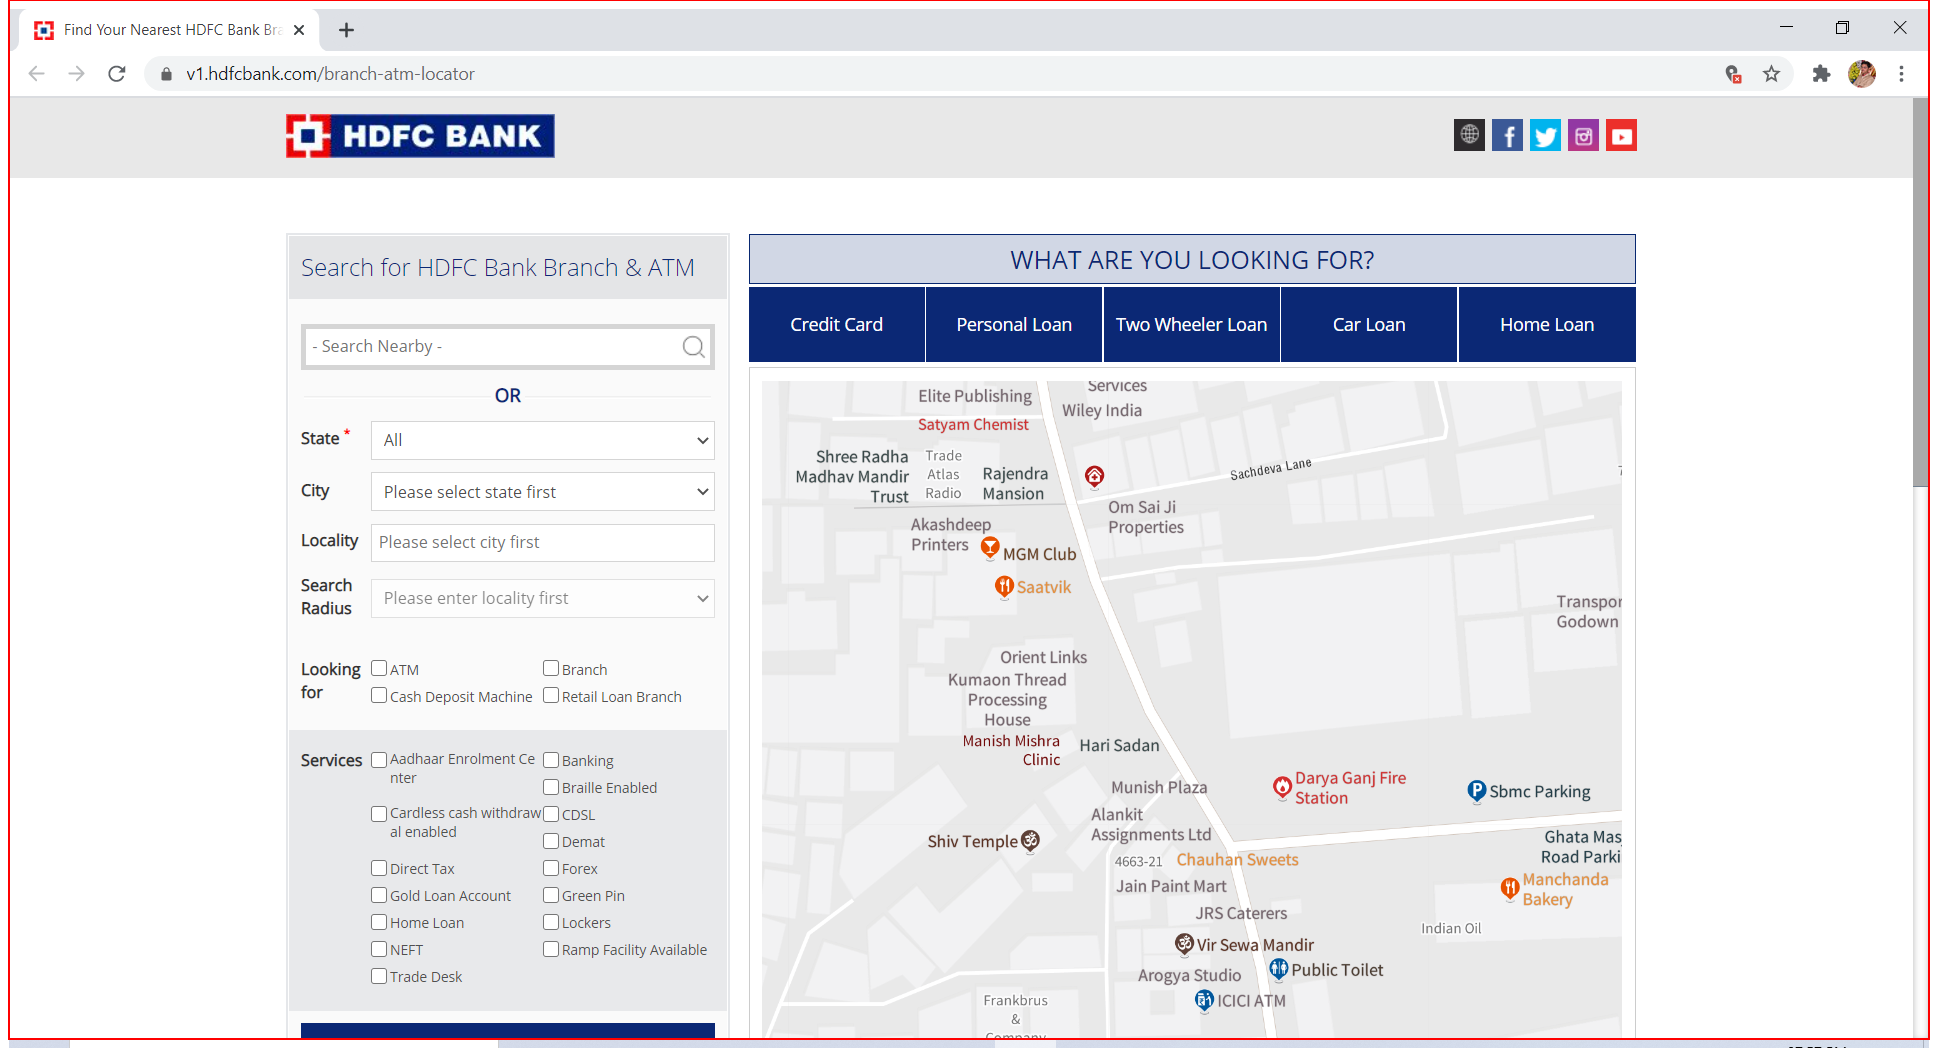 Find Your Nearest HDFC Bank Bra
v1.hdfcbank.com/branch-atm-locator
HDFC BANK
Search for HDFC Bank Branch & ATM
- Search Nearby -
OR
State *
All
City
Please select state first
Locality
Please select city first
Search
Radius
Please enter locality first
Looking
for
ATM
Branch
Cash Deposit Machine
Retail Loan Branch
Services
Aadhaar Enrolment Ce
nter
Banking
Braille Enabled
Cardless cash withdraw
al enabled
CDSL
Demat
Direct Tax
Forex
Gold Loan Account
Green Pin
Home Loan
Lockers
NEFT
Ramp Facility Available
Trade Desk
WHAT ARE YOU LOOKING FOR?
Credit Card
Personal Loan
Two Wheeler Loan
Car Loan
Home Loan
Services
Elite Publishing
Wiley India
Satyam Chemist
Shree Radha
Madhav Mandir
Trust
Trade
Atlas
Radio
Rajendra
Mansion
Sachdeva Lane
Om Sai Ji
Properties
Akashdeep
Printers
MGM Club
Saatvik
Transpor
Godown
Orient Links
Kumaon Thread
Processing
House
Manish Mishra
Clinic
Hari Sadan
Munish Plaza
Darya Ganj Fire
Station
Sbmc Parking
Alankit
Assignments Ltd
Shiv Temple
4663-21
Chauhan Sweets
Ghata Mas
Road Parki
Jain Paint Mart
Manchanda
Bakery
JRS Caterers
Indian Oil
Vir Sewa Mandir
Arogya Studio
Public Toilet
ICICI ATM
Frankbrus
&
Company